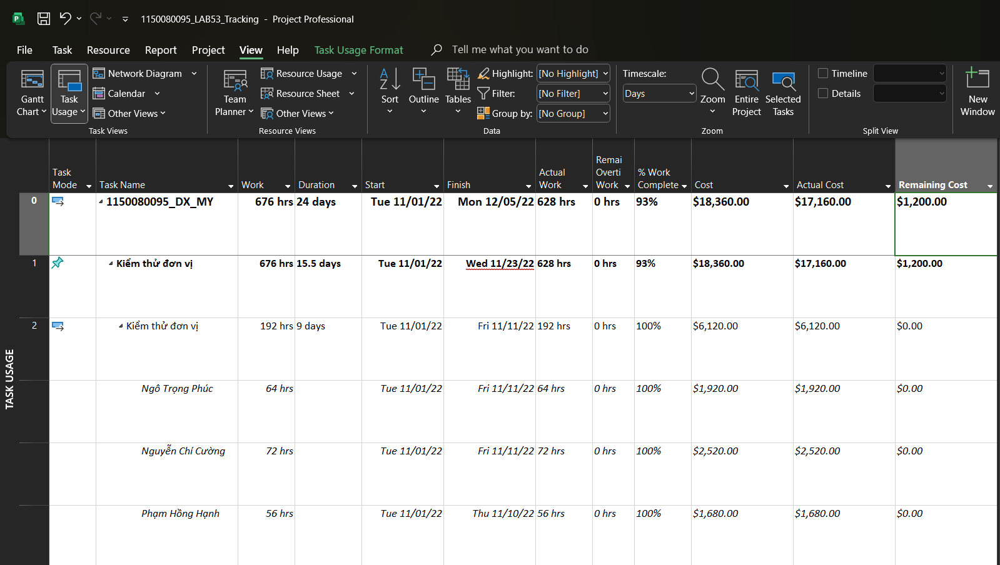 1150080095_LAB53_Tracking - Project Professional
File Task Resource Report Project View Help Task Usage Format Tell me what you want to do
Gantt Chart
Task Usage
Network Diagram
Calendar
Other Views
Task Views
Team Planner
Resource Usage
Resource Sheet
Other Views
Resource Views
Sort
Outline
Tables
Highlight: [No Highlight]
Filter: [No Filter]
Group by: [No Group]
Data
Timescale:
Days
Zoom
Entire Project
Selected Tasks
Zoom
Timeline
Details
Split View
New Window
Task Mode Task Name Work Duration Start Finish Actual Work Remai Overti Work % Work Complete Cost Actual Cost Remaining Cost
0 1150080095_DX_MY 676 hrs 24 days Tue 11/01/22 Mon 12/05/22 628 hrs 0 hrs 93% $18,360.00 $17,160.00 $1,200.00
1 Kiểm thử đơn vị 676 hrs 15.5 days Tue 11/01/22 Wed 11/23/22 628 hrs 0 hrs 93% $18,360.00 $17,160.00 $1,200.00
2 Kiểm thử đơn vị 192 hrs 9 days Tue 11/01/22 Fri 11/11/22 192 hrs 0 hrs 100% $6,120.00 $6,120.00 $0.00
Ngô Trọng Phúc 64 hrs Tue 11/01/22 Fri 11/11/22 64 hrs 0 hrs 100% $1,920.00 $1,920.00 $0.00
Nguyễn Chí Cường 72 hrs Tue 11/01/22 Fri 11/11/22 72 hrs 0 hrs 100% $2,520.00 $2,520.00 $0.00
Phạm Hồng Hạnh 56 hrs Tue 11/01/22 Thu 11/10/22 56 hrs 0 hrs 100% $1,680.00 $1,680.00 $0.00
TASK USAGE